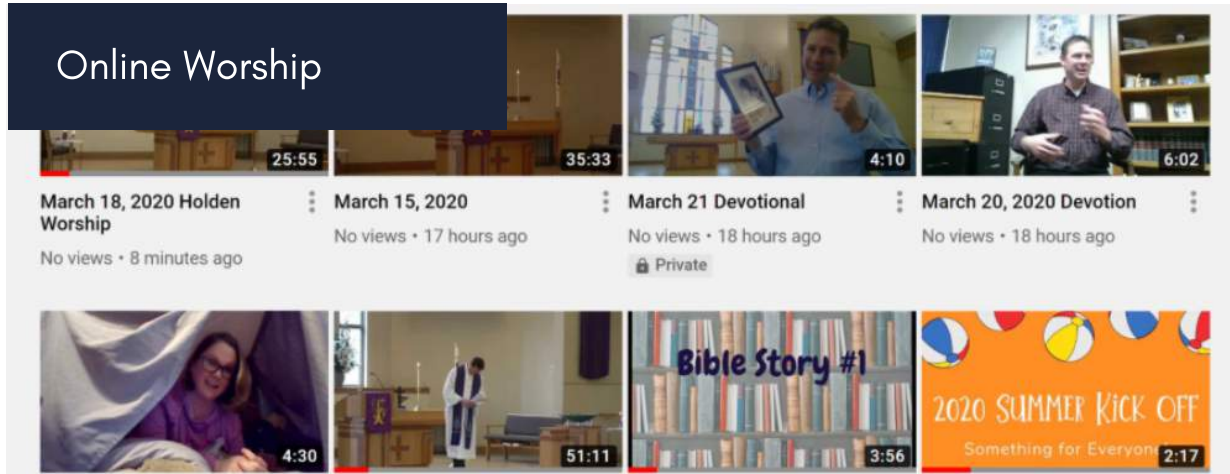 Online Worship
25:55
35:33
4:10
6:02
March 18, 2020 Holden
Worship
No views • 8 minutes ago
March 15, 2020
No views • 17 hours ago
March 21 Devotional
No views • 18 hours ago
Private
March 20, 2020 Devotion
No views • 18 hours ago
4:30
51:11
Bible Story #1
3:56
2020 SUMMER KICK OFF
Something for Everyone
2:17